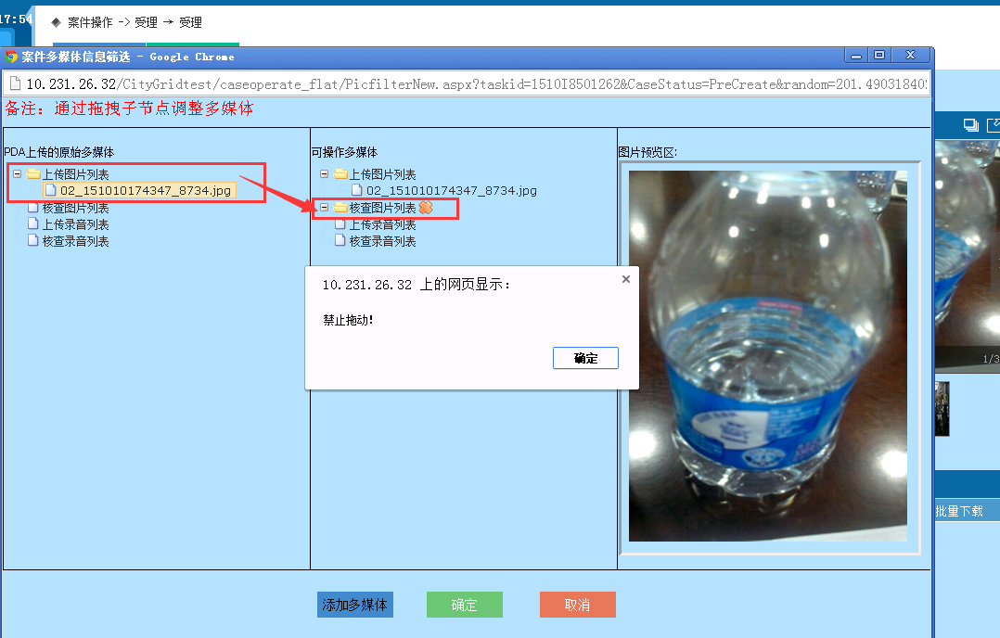 17:54
案件操作 -> 受理 → 受理
案件多媒体信息筛选 - Google Chrome
10.231.26.32/CityGridtest/caseoperate_flat/PicfilterNew.aspx?taskid=1510I8501262&CaseStatus=PreCreate&random=201.49031840
备注：通过拖拽子节点调整多媒体
PDA上传的原始多媒体
上传图片列表
02_151010174347_8734.jpg
核查图片列表
上传录音列表
核查录音列表
可操作多媒体
上传图片列表
02_151010174347_8734.jpg
核查图片列表
上传录音列表
核查录音列表
图片预览区:
10.231.26.32 上的网页显示：
禁止拖动!
确定
1/3
批量下载
添加多媒体
确定
取消